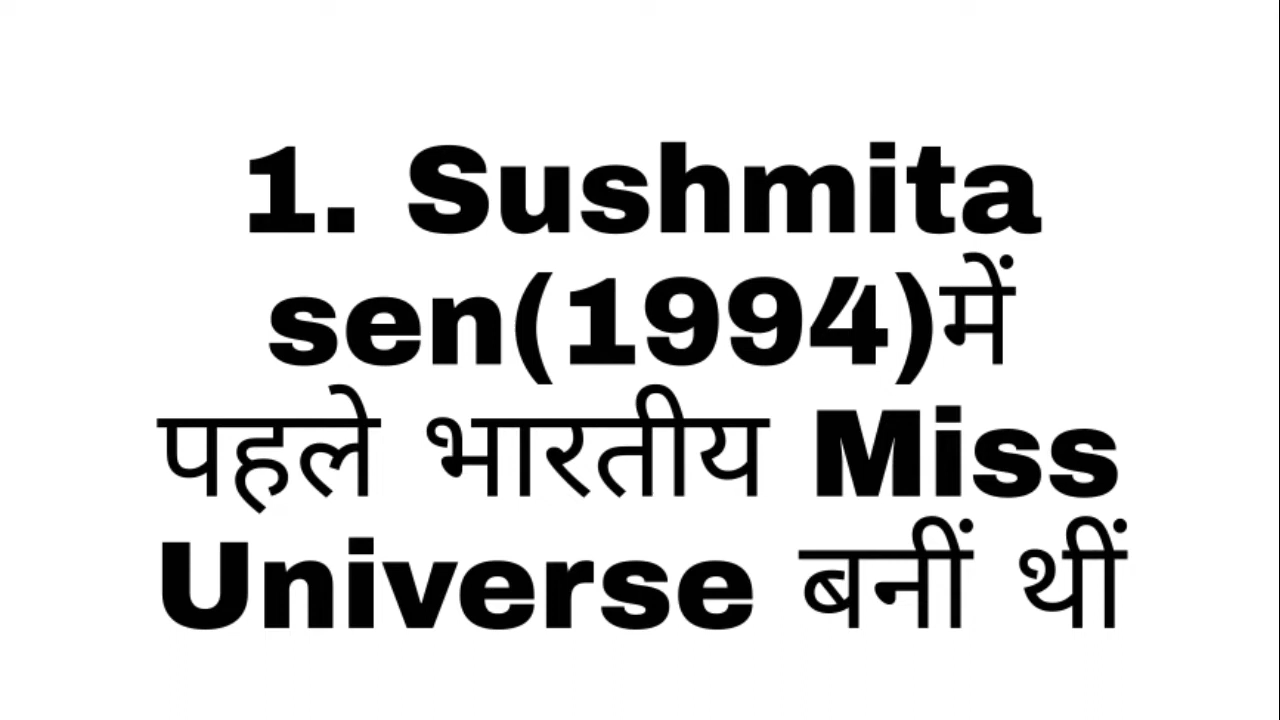 1. Sushmita
sen(1994)में
पहले भारतीय Miss
Universe बनीं थीं